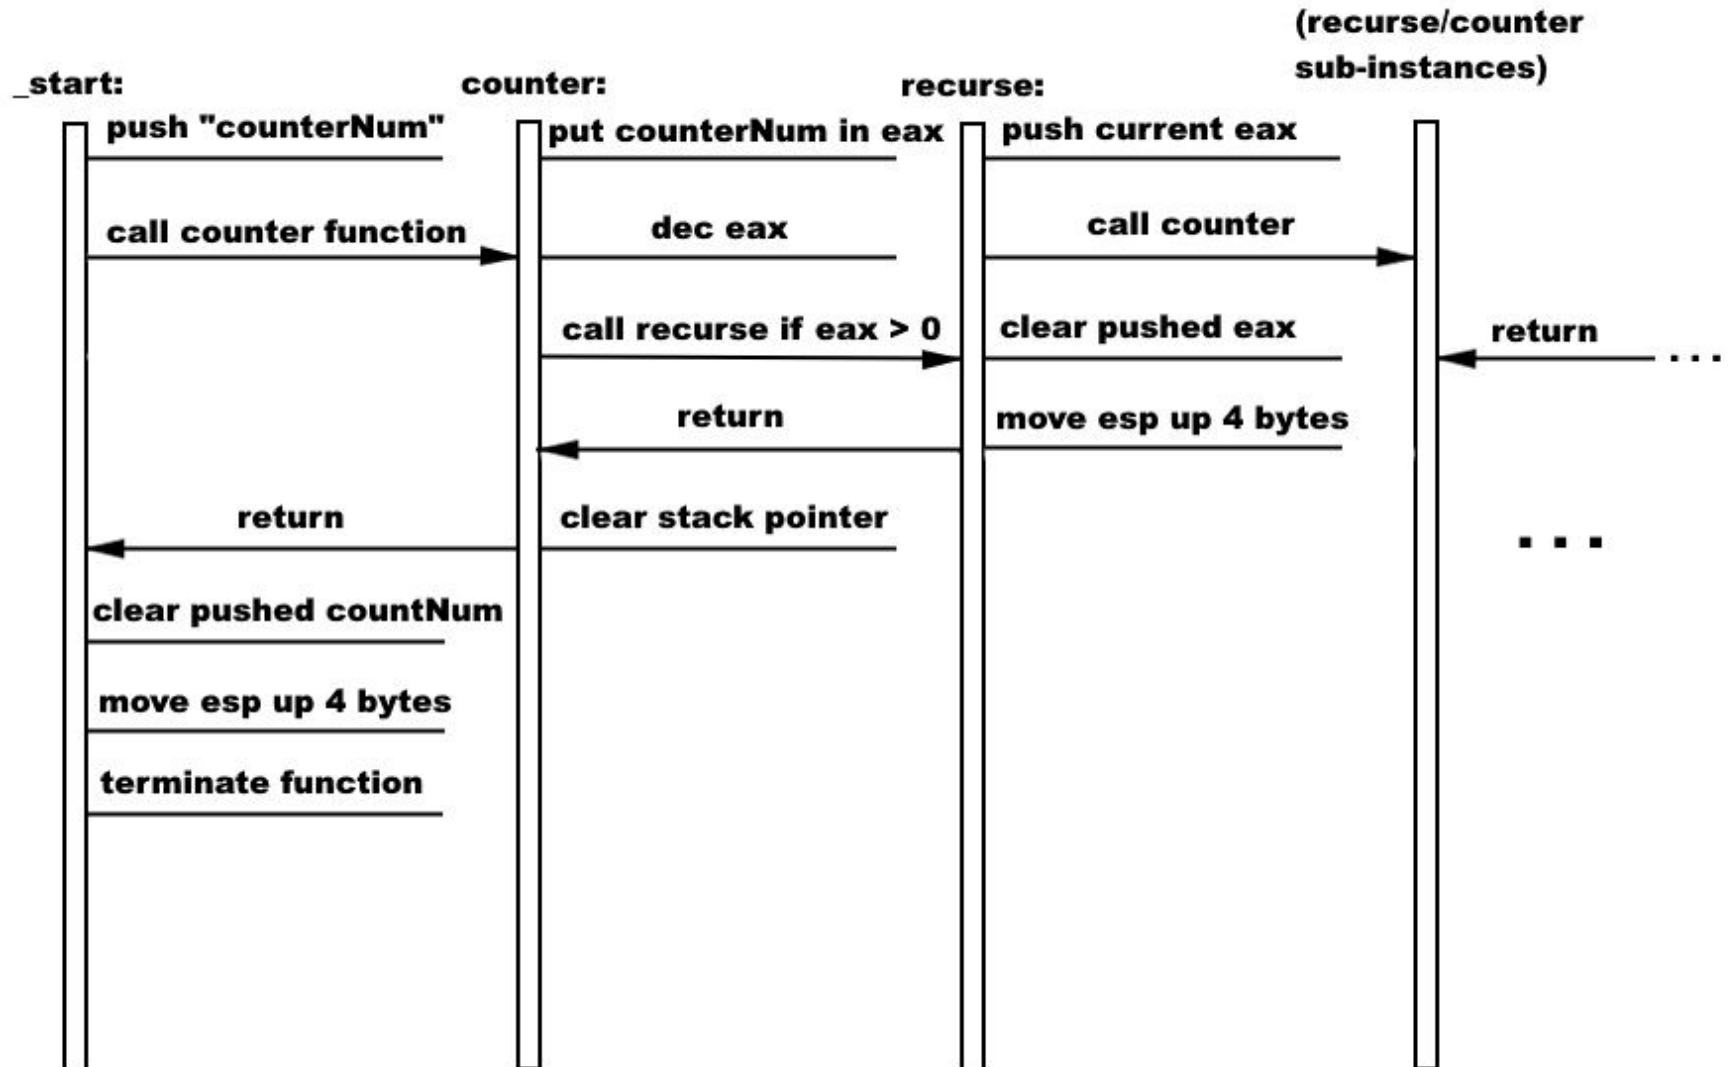 _start:
push "counterNum"
call counter function
return
clear pushed countNum
move esp up 4 bytes
terminate function
counter:
put counterNum in eax
dec eax
call recurse if eax > 0
return
clear stack pointer
recurse:
push current eax
call counter
clear pushed eax
move esp up 4 bytes
(recurse/counter
sub-instances)
return
...
...